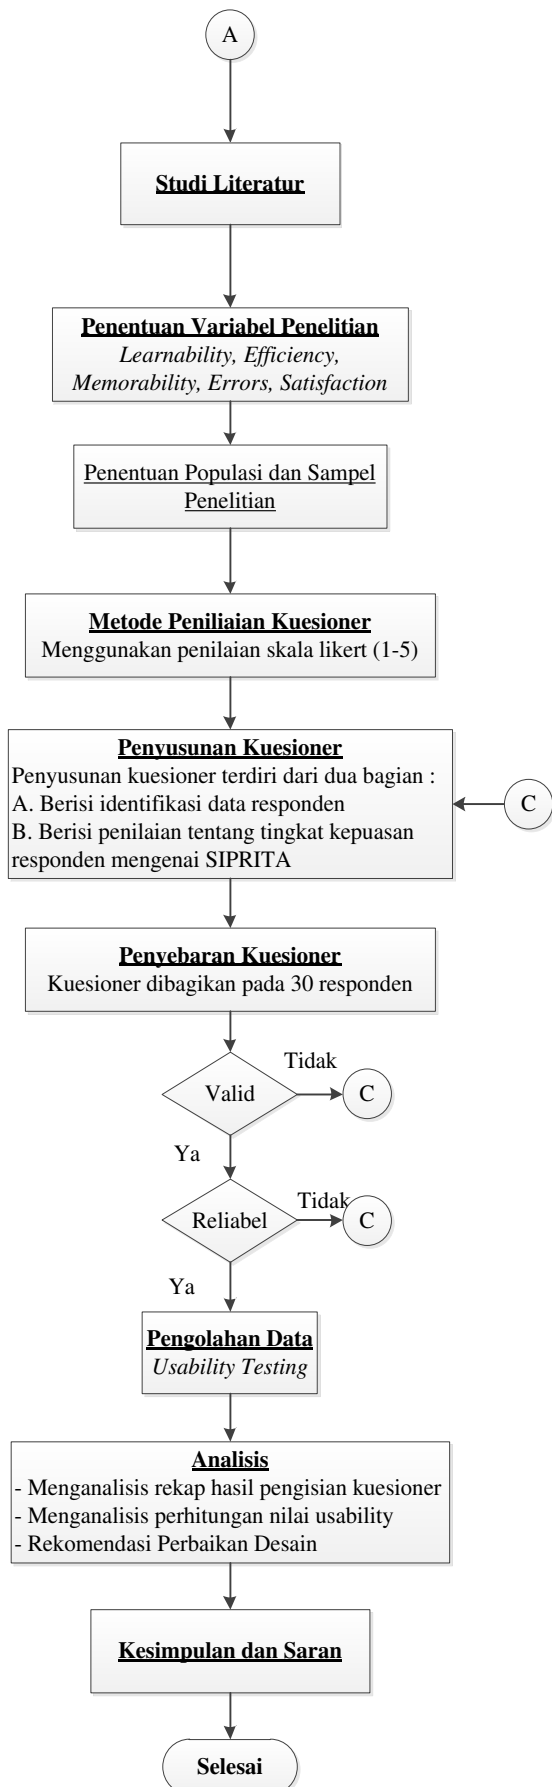 A
Studi Literatur
Penentuan Variabel Penelitian
Learnability, Efficiency,
Memorability, Errors, Satisfaction
Penentuan Populasi dan Sampel
Penelitian
Metode Peniliaian Kuesioner
Menggunakan penilaian skala likert (1-5)
Penyusunan Kuesioner
Penyusunan kuesioner terdiri dari dua bagian :
A. Berisi identifikasi data responden
B. Berisi penilaian tentang tingkat kepuasan
responden mengenai SIPRITA
C
Penyebaran Kuesioner
Kuesioner dibagikan pada 30 responden
Tidak
Valid
C
Ya
Tidak
Reliabel
C
Ya
Pengolahan Data
Usability Testing
Analisis
- Menganalisis rekap hasil pengisian kuesioner
- Menganalisis perhitungan nilai usability
- Rekomendasi Perbaikan Desain
Kesimpulan dan Saran
Selesai